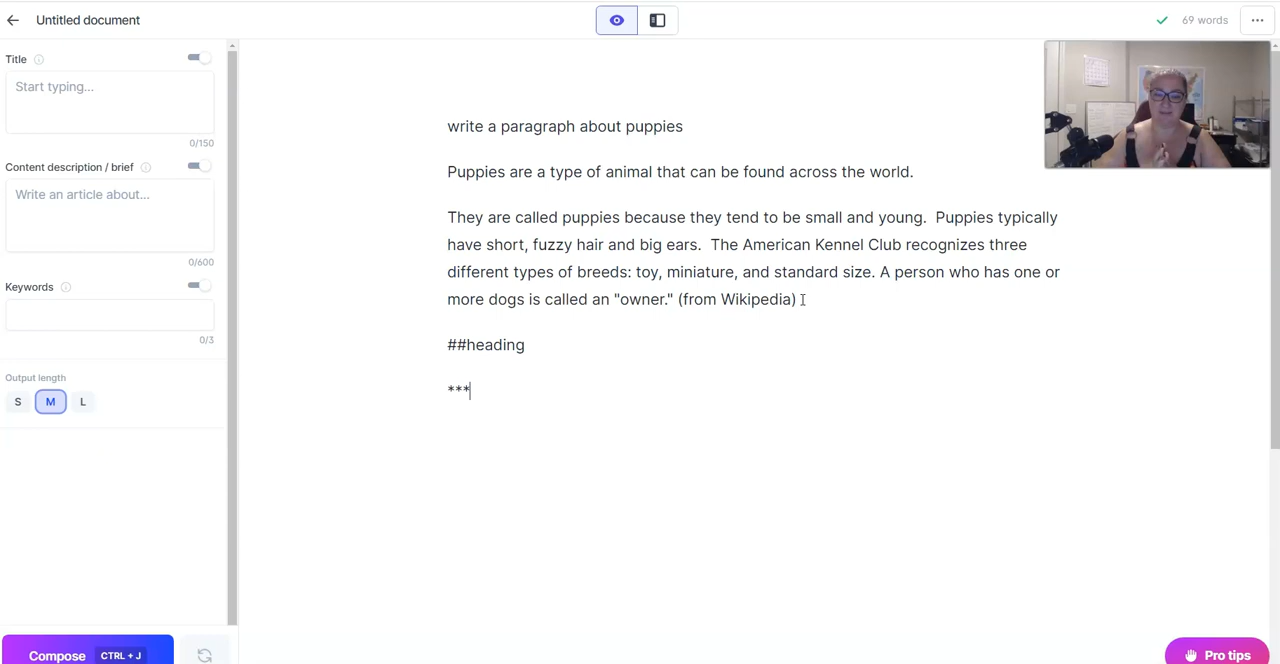 Untitled document
69 words
Title
Start typing...
0/150
Content description / brief
Write an article about...
0/600
Keywords
0/3
Output length
S M L
Compose CTRL + J
write a paragraph about puppies
Puppies are a type of animal that can be found across the world.
They are called puppies because they tend to be small and young. Puppies typically
have short, fuzzy hair and big ears. The American Kennel Club recognizes three
different types of breeds: toy, miniature, and standard size. A person who has one or
more dogs is called an "owner." (from Wikipedia)
##heading
***
Pro tips